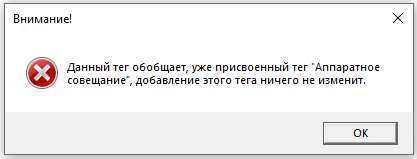 Внимание!
Данный тег обобщает, уже присвоенный тег "Аппаратное
совещание", добавление этого тега ничего не изменит.
OK